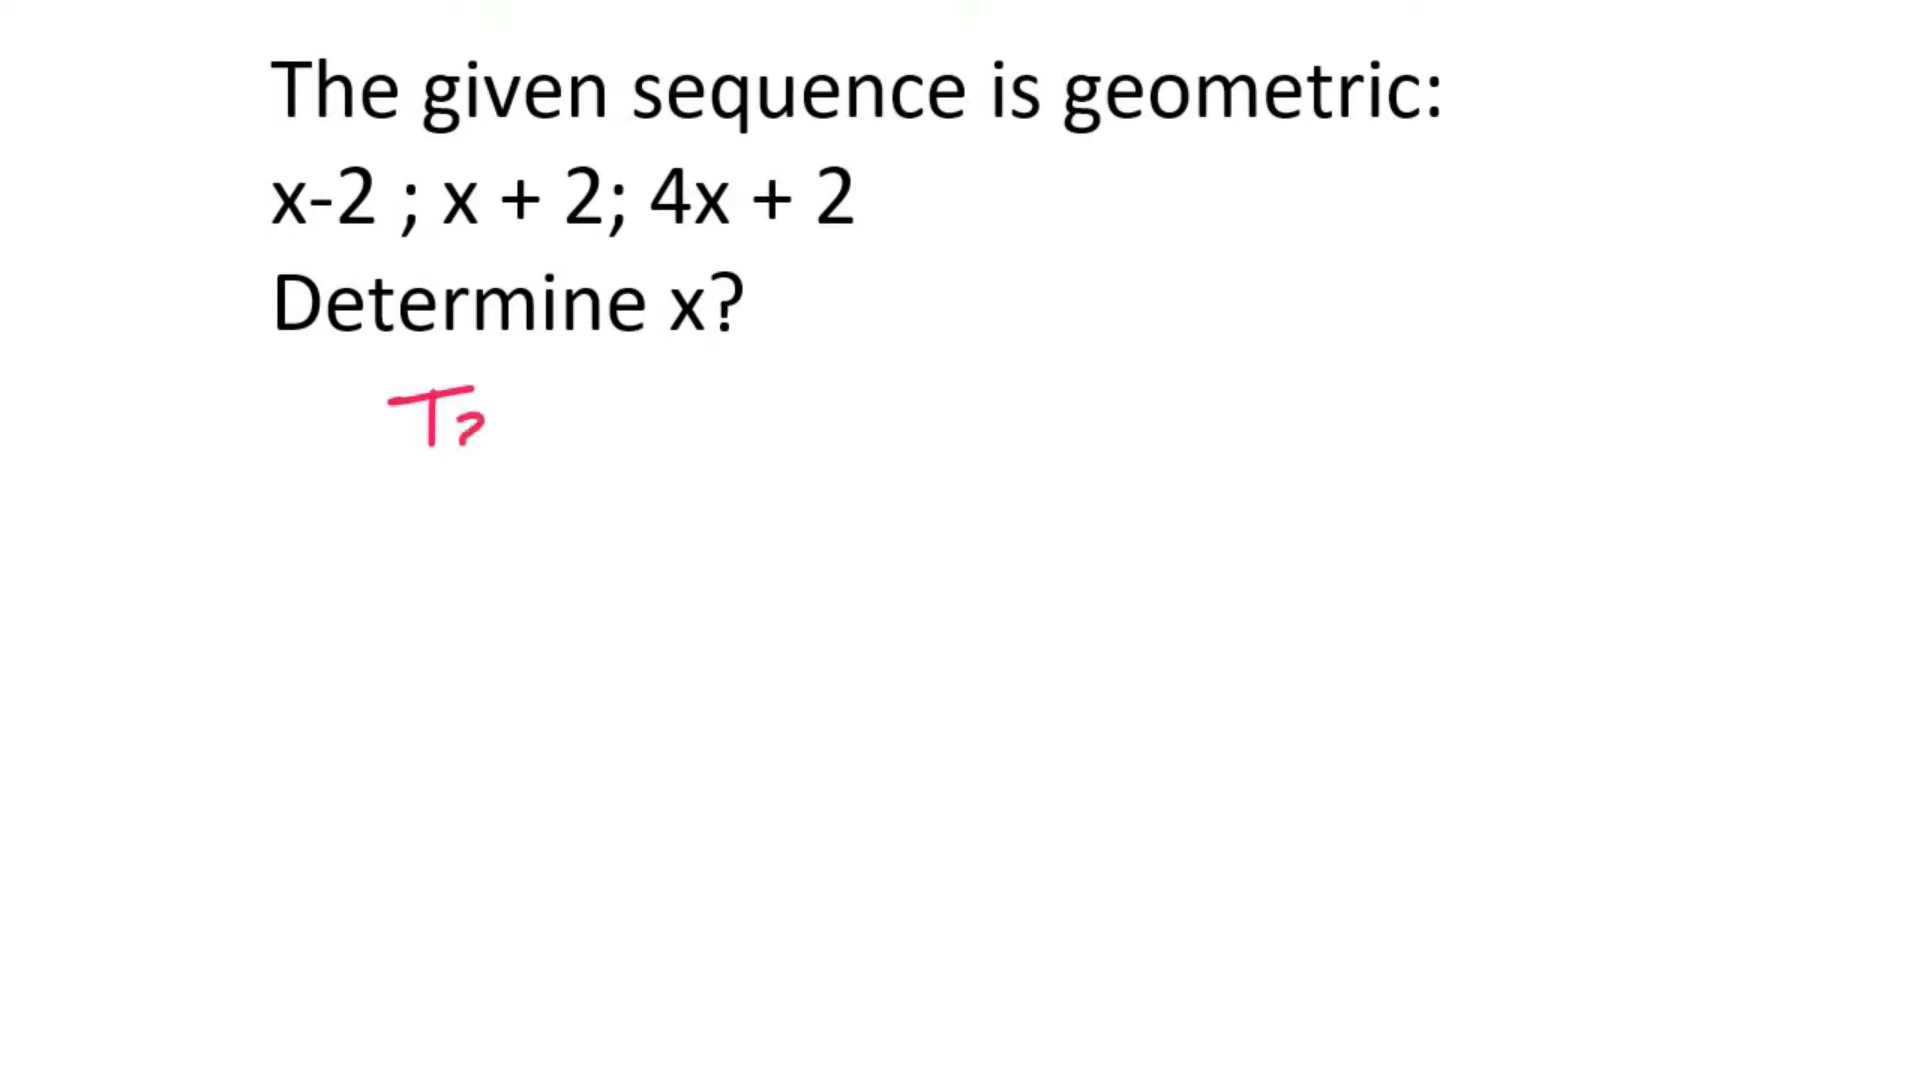 The given sequence is geometric:
x-2 ; x + 2; 4x + 2
Determine x?
T2